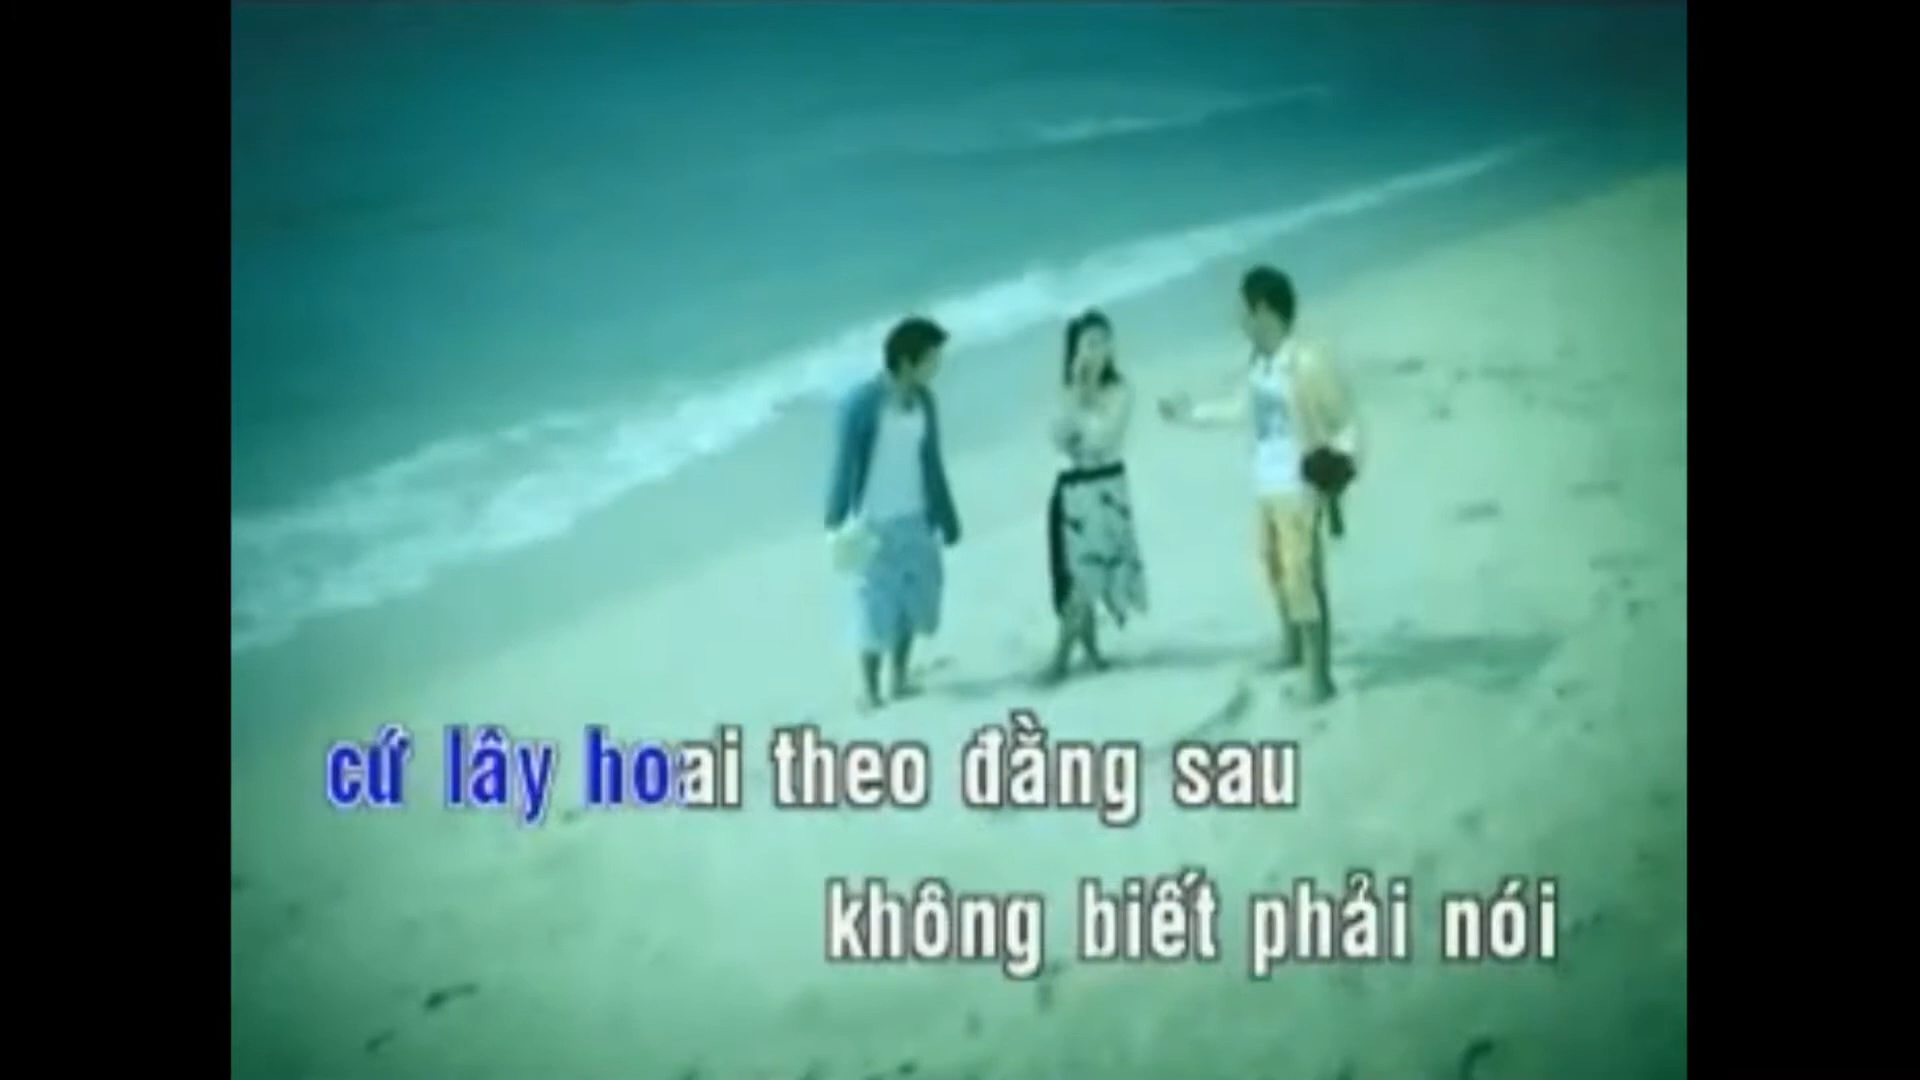 cứ lây hoai theo đằng sau
không biết phải nói